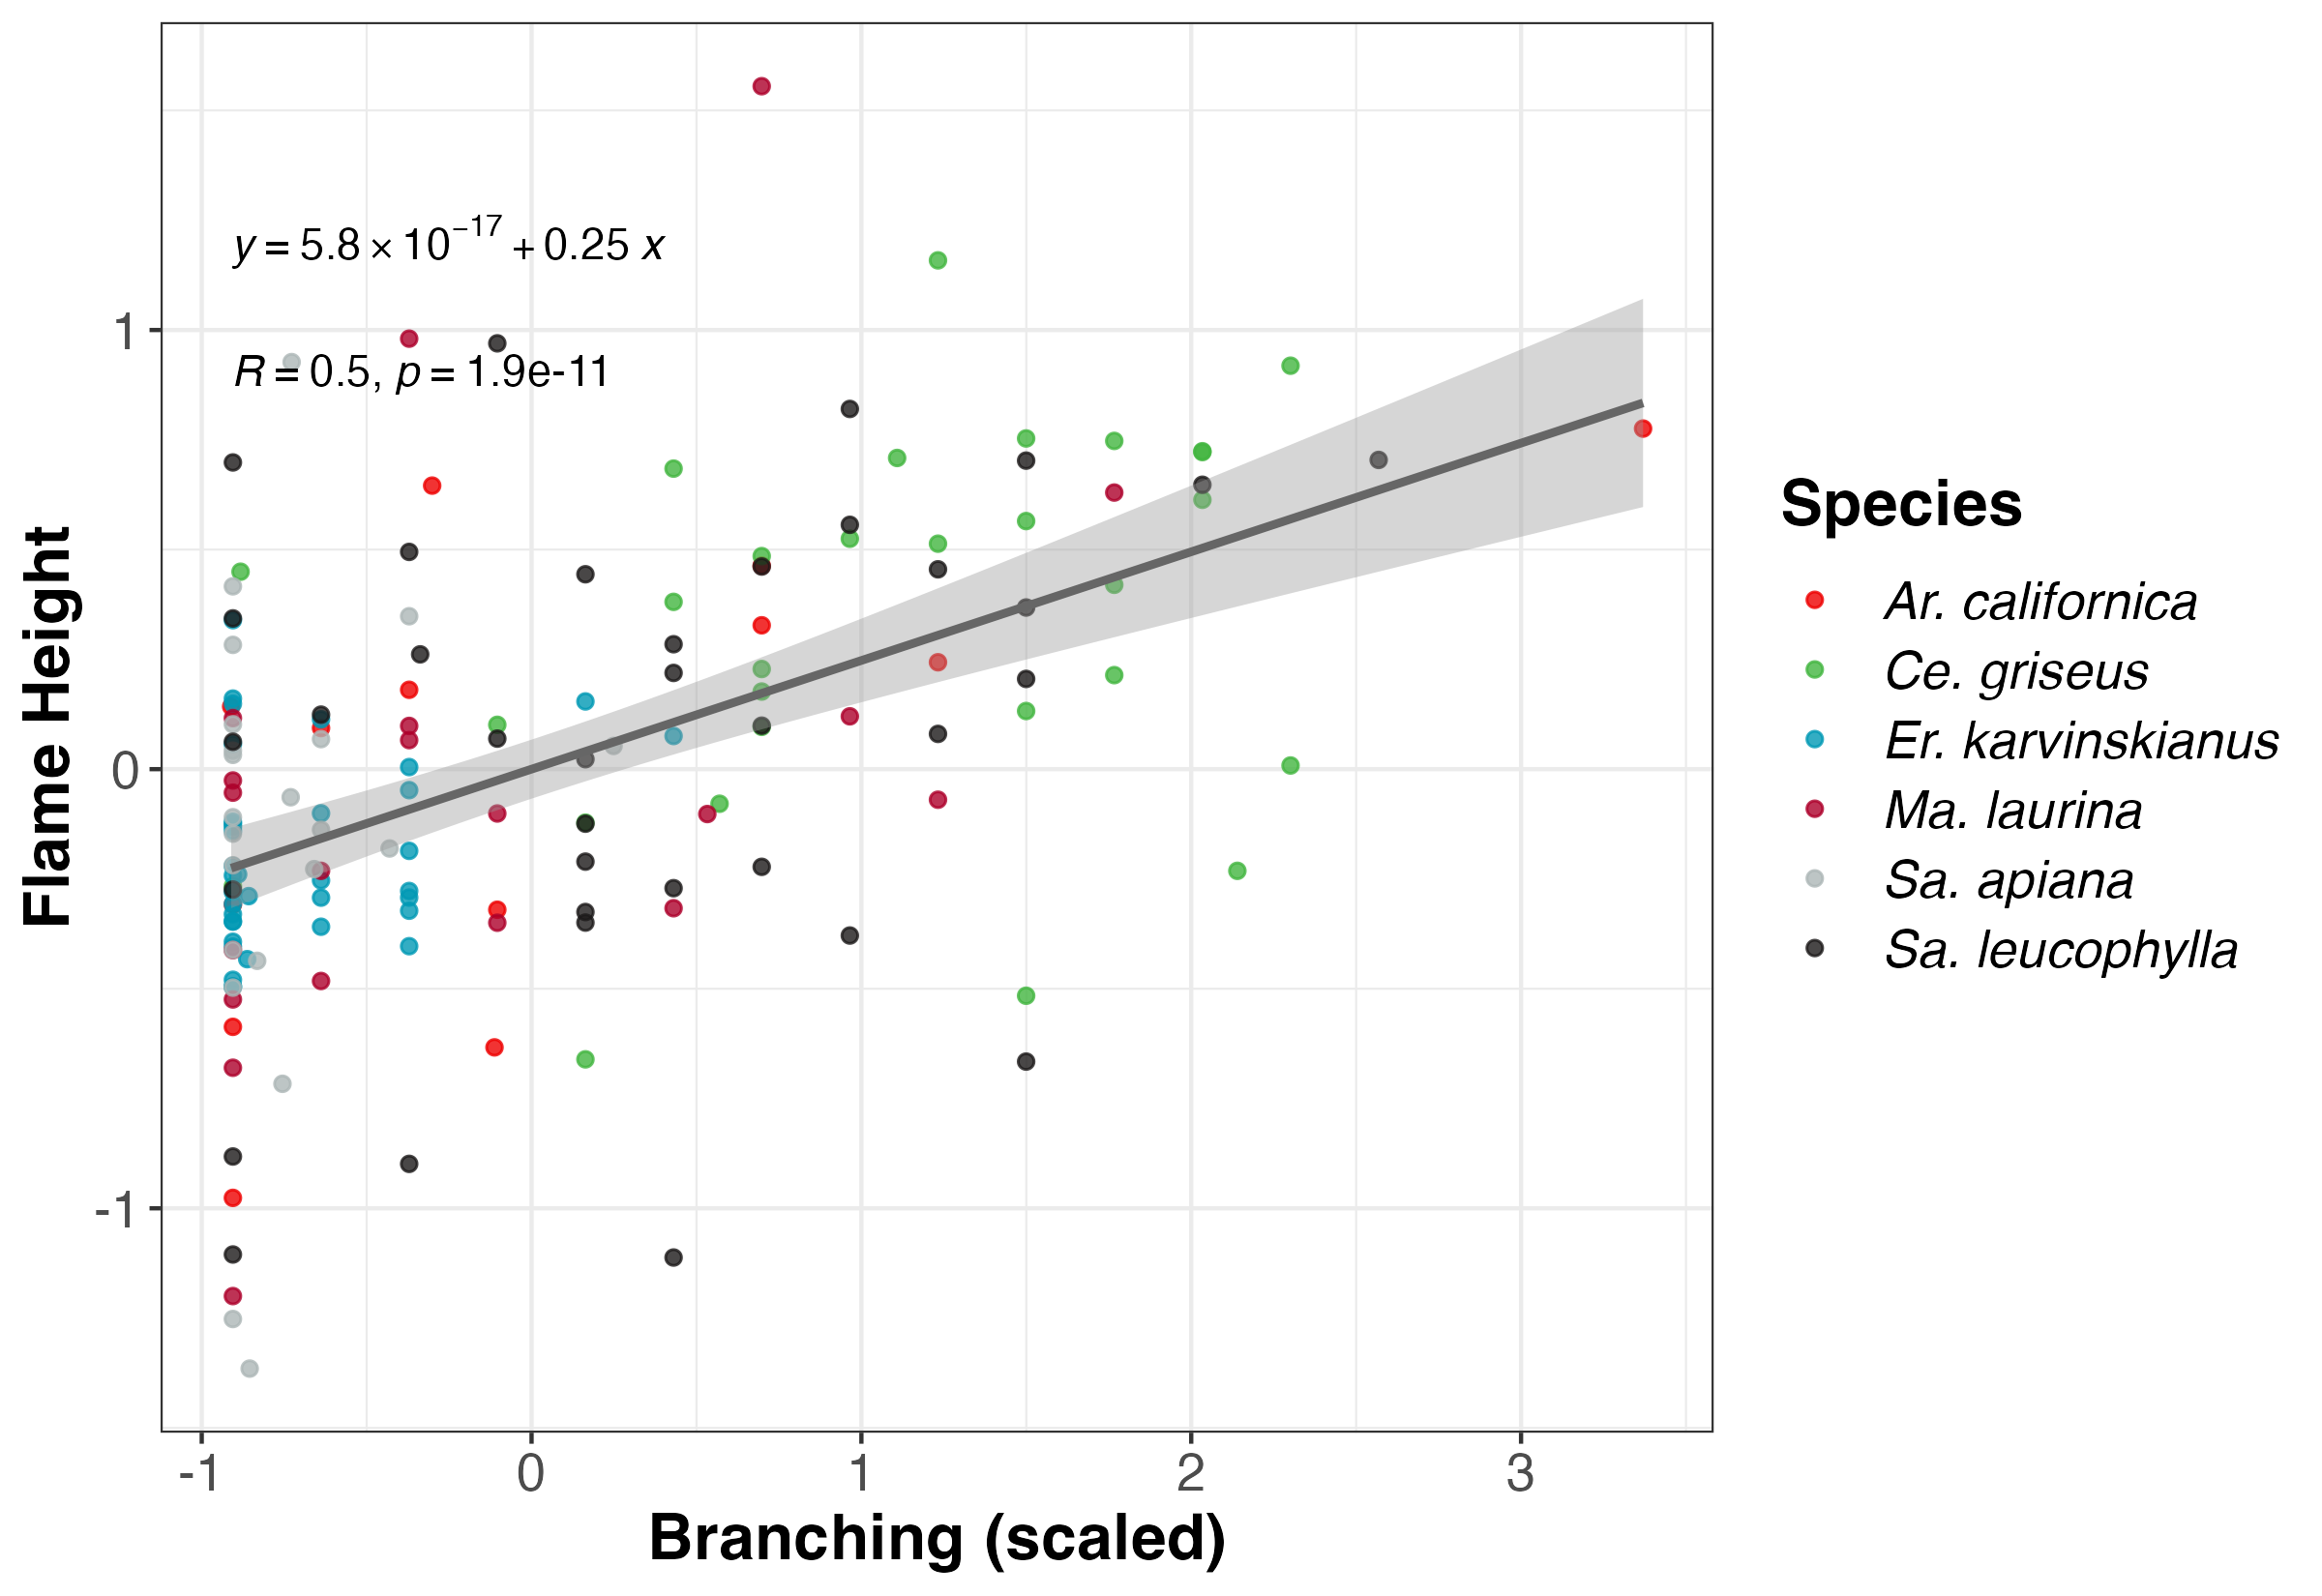 y = 5.8 × 10⁻¹⁷ + 0.25 x
R = 0.5, p = 1.9e-11
1
0
-1
Flame Height
-1 0 1 2 3
Branching (scaled)
Species
Ar. californica
Ce. griseus
Er. karvinskianus
Ma. laurina
Sa. apiana
Sa. leucophylla